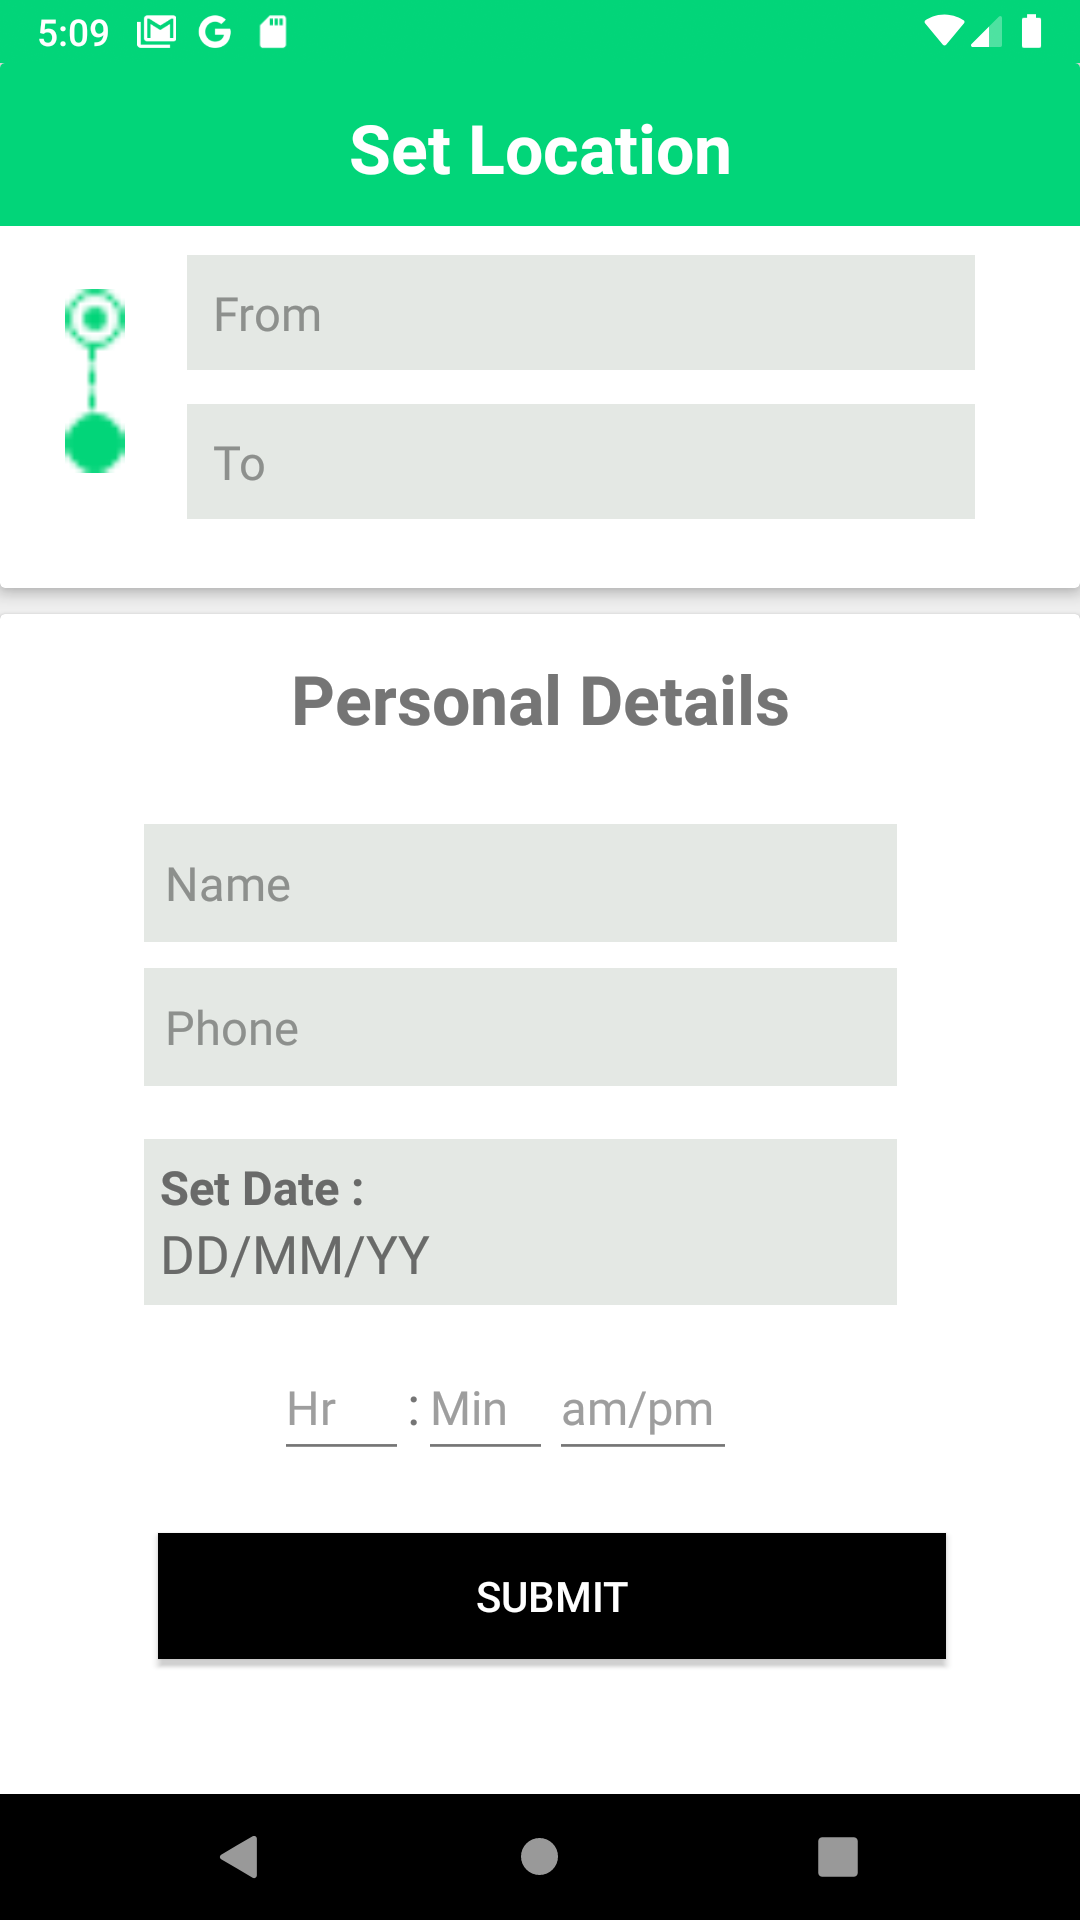 5:09
Set Location
From
To
Personal Details
Name
Phone
Set Date :
DD/MM/YY
Hr : Min am/pm
SUBMIT